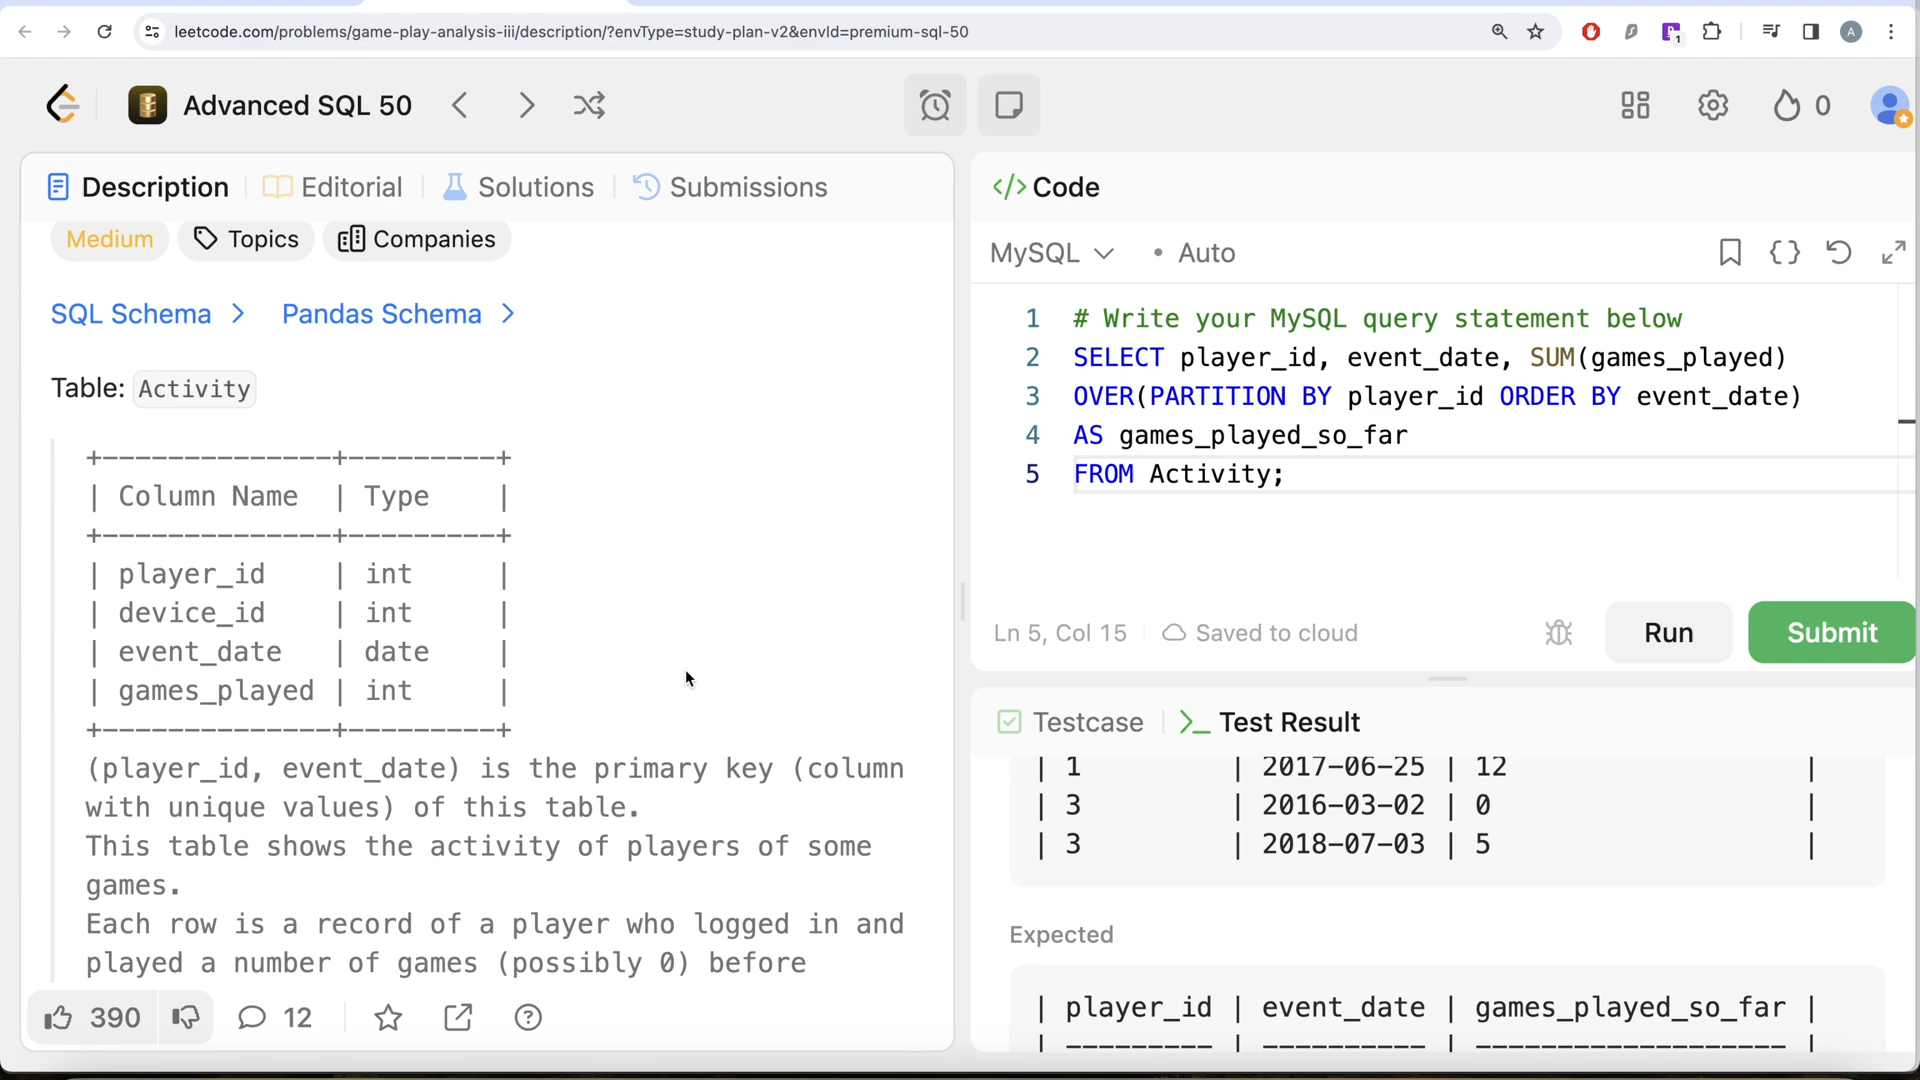 leetcode.com/problems/game-play-analysis-iii/description/?envType=study-plan-v2&envId=premium-sql-50
1
A
Advanced SQL 50
0
Description
Editorial
Solutions
Submissions
Medium
Topics
Companies
SQL Schema
Pandas Schema
Table: Activity
+--------------+---------+
| Column Name  | Type    |
+--------------+---------+
| player_id    | int     |
| device_id    | int     |
| event_date   | date    |
| games_played | int     |
+--------------+---------+
(player_id, event_date) is the primary key (column
with unique values) of this table.
This table shows the activity of players of some
games.
Each row is a record of a player who logged in and
played a number of games (possibly 0) before
390
12
</> Code
MySQL
• Auto
1 # Write your MySQL query statement below
2 SELECT player_id, event_date, SUM(games_played)
3 OVER(PARTITION BY player_id ORDER BY event_date)
4 AS games_played_so_far
5 FROM Activity;
Ln 5, Col 15
Saved to cloud
Run
Submit
Testcase
>_ Test Result
| 1         | 2017-06-25 | 12                  |
| 3         | 2016-03-02 | 0                   |
| 3         | 2018-07-03 | 5                   |
Expected
| player_id | event_date | games_played_so_far |
| --------- | ---------- | ------------------- |